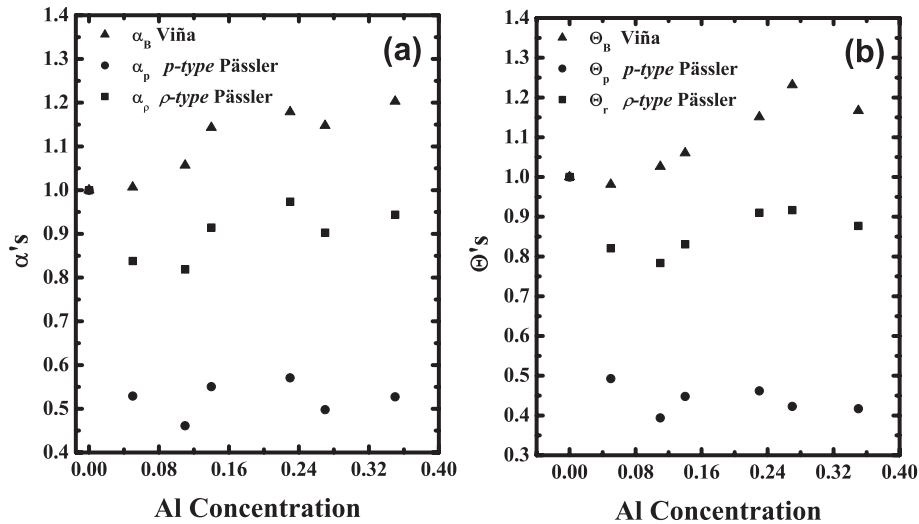 (a)
α_B Viña
α_p p-type Pässler
α_ρ ρ-type Pässler
1.4
1.3
1.2
1.1
1.0
0.9
0.8
0.7
0.6
0.5
0.4
α's
0.00 0.08 0.16 0.24 0.32 0.40
Al Concentration
(b)
Θ_B Viña
Θ_p p-type Pässler
Θ_r ρ-type Pässler
1.4
1.3
1.2
1.1
1.0
0.9
0.8
0.7
0.6
0.5
0.4
0.3
Θ's
0.00 0.08 0.16 0.24 0.32 0.40
Al Concentration